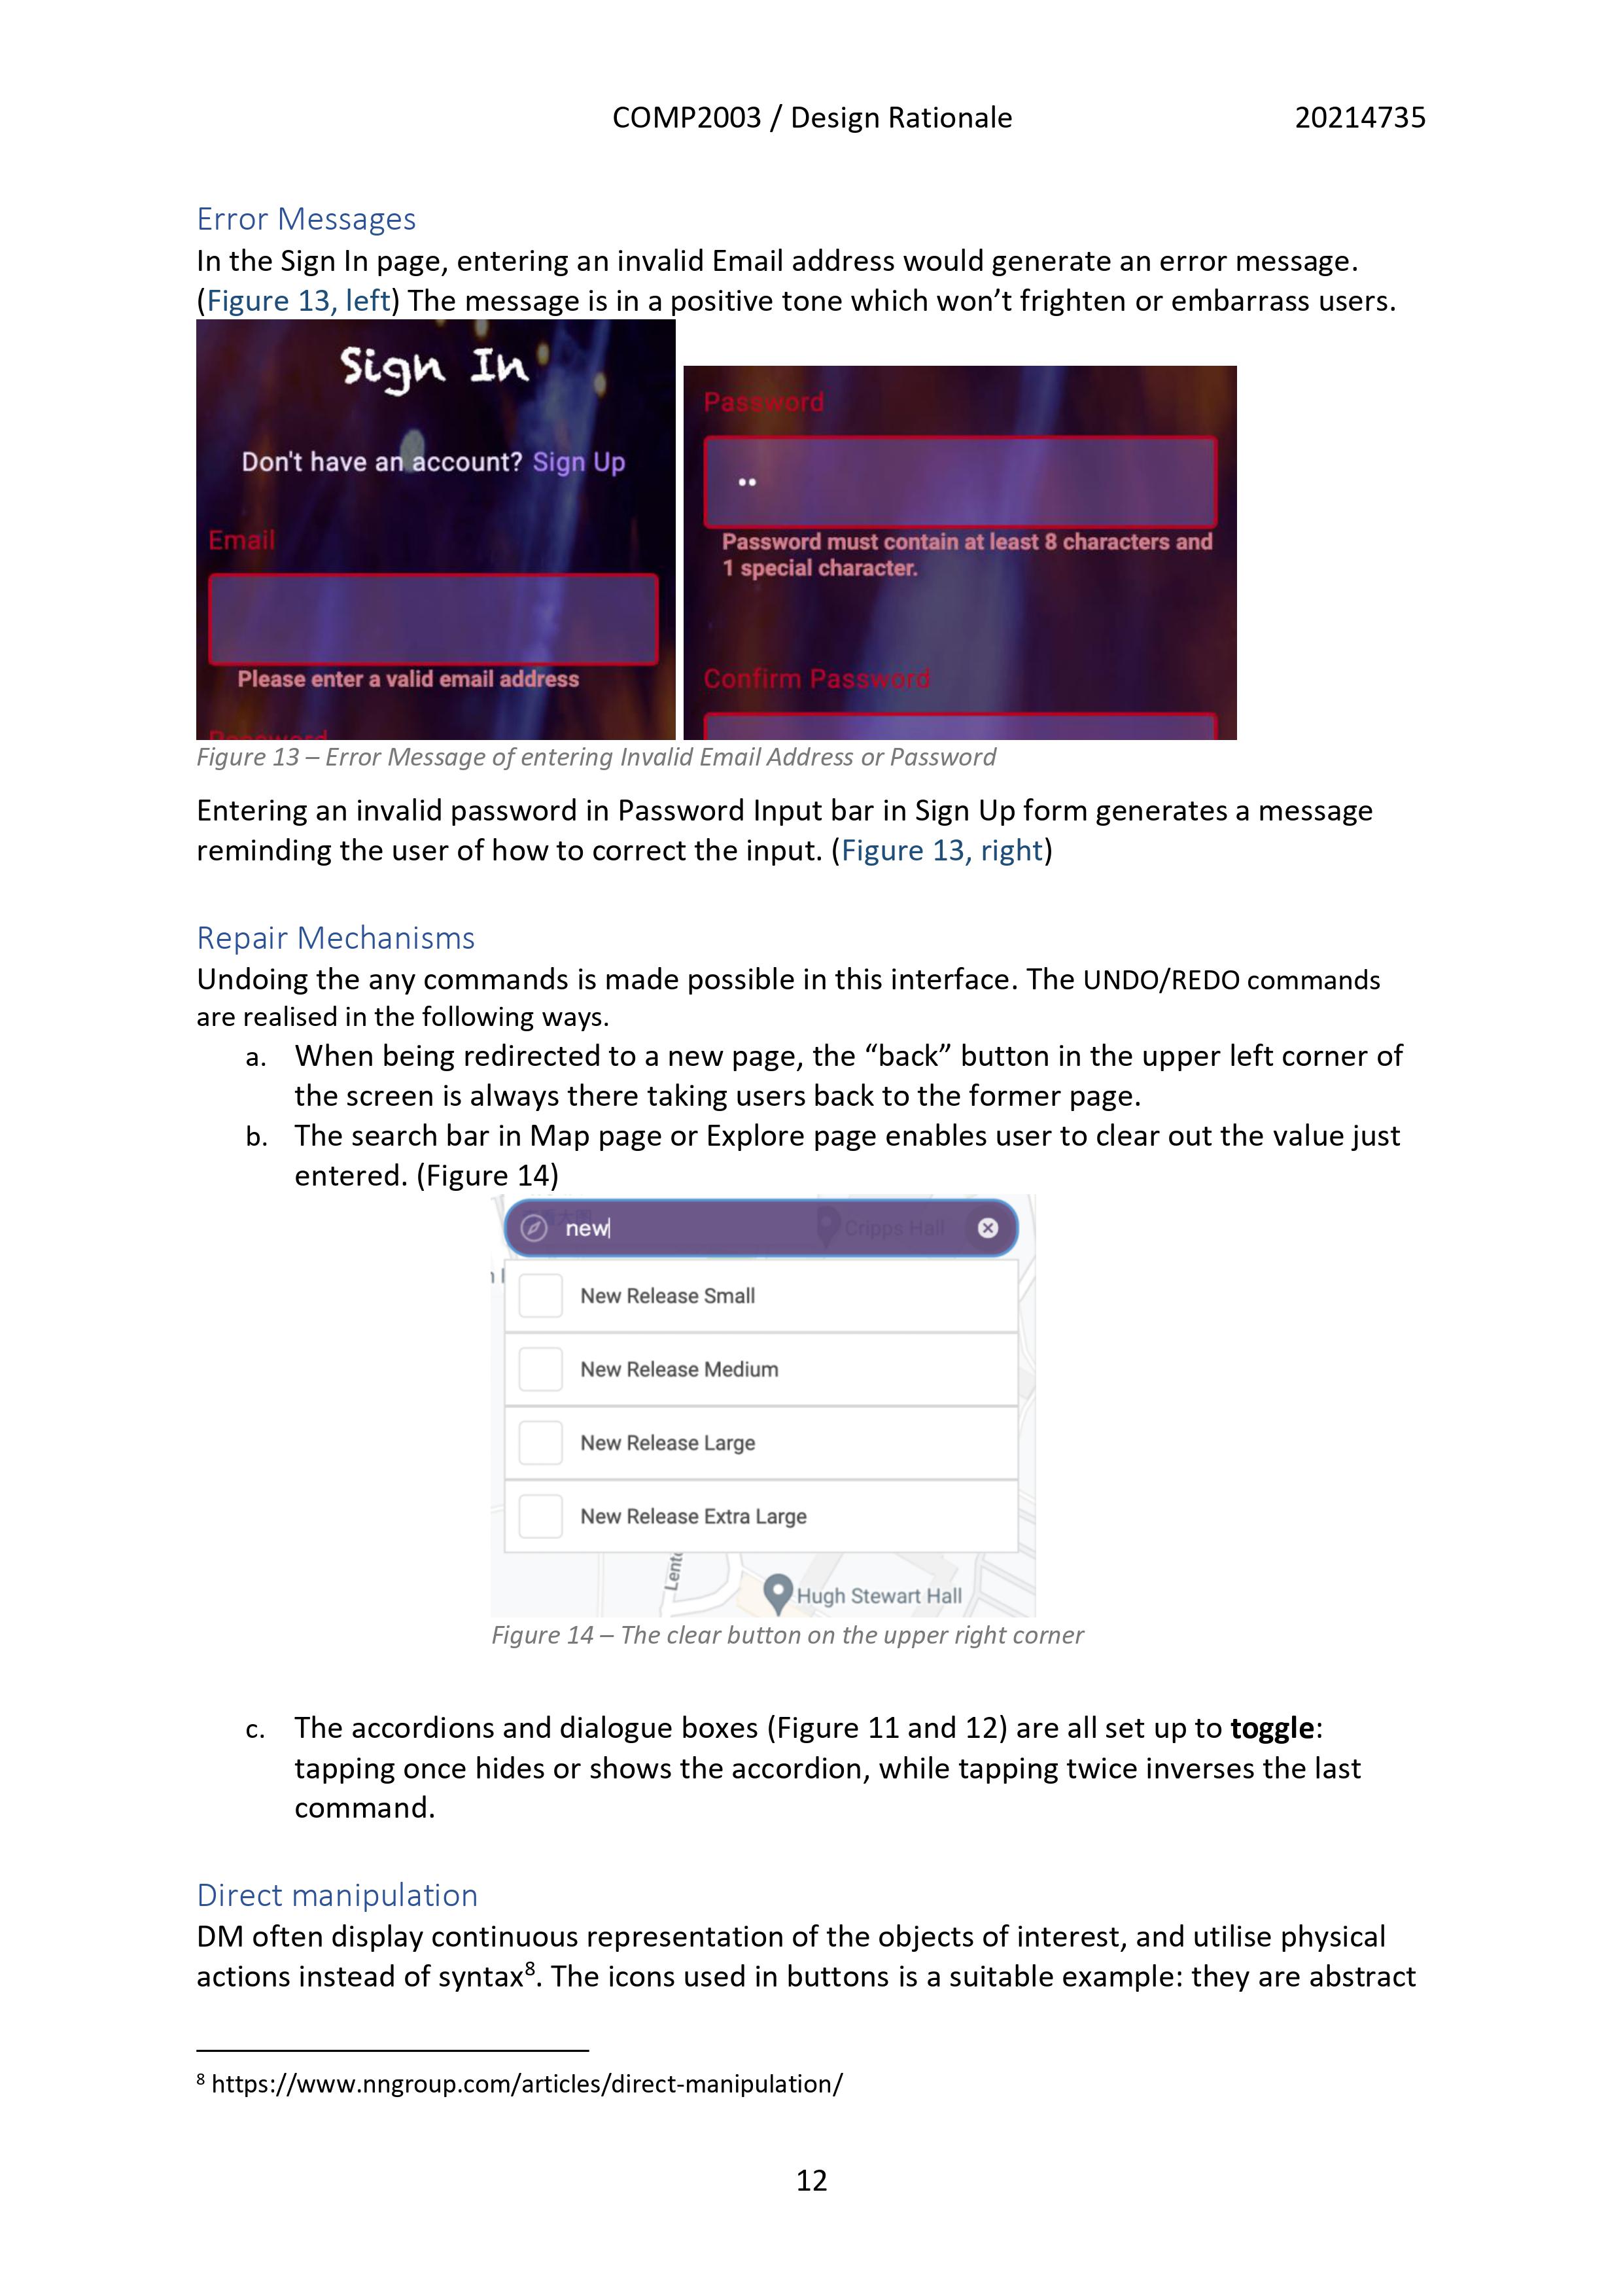 COMP2003 / Design Rationale 20214735
Error Messages
In the Sign In page, entering an invalid Email address would generate an error message.
(Figure 13, left) The message is in a positive tone which won’t frighten or embarrass users.
Sign In
Don't have an account? Sign Up
Email
Please enter a valid email address
Password
Password
••
Password must contain at least 8 characters and
1 special character.
Confirm Password
Figure 13 – Error Message of entering Invalid Email Address or Password
Entering an invalid password in Password Input bar in Sign Up form generates a message
reminding the user of how to correct the input. (Figure 13, right)
Repair Mechanisms
Undoing the any commands is made possible in this interface. The UNDO/REDO commands
are realised in the following ways.
a. When being redirected to a new page, the “back” button in the upper left corner of
the screen is always there taking users back to the former page.
b. The search bar in Map page or Explore page enables user to clear out the value just
entered. (Figure 14)
new
Cripps Hall
New Release Small
New Release Medium
New Release Large
New Release Extra Large
Lent
Hugh Stewart Hall
Figure 14 – The clear button on the upper right corner
c. The accordions and dialogue boxes (Figure 11 and 12) are all set up to toggle:
tapping once hides or shows the accordion, while tapping twice inverses the last
command.
Direct manipulation
DM often display continuous representation of the objects of interest, and utilise physical
actions instead of syntax⁸. The icons used in buttons is a suitable example: they are abstract
⁸ https://www.nngroup.com/articles/direct-manipulation/
12